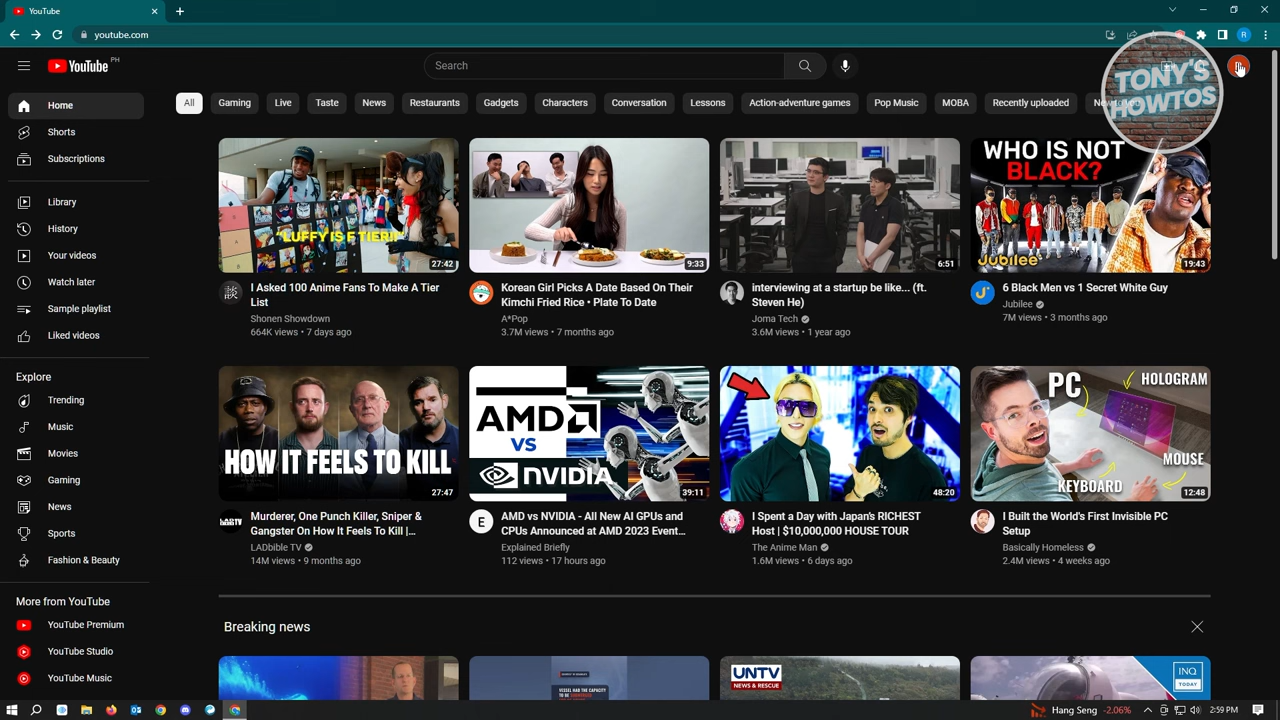 YouTube
youtube.com
R
YouTube PH
Search
TONY'S
HOWTOS
Home
Shorts
Subscriptions
Library
History
Your videos
Watch later
Sample playlist
Liked videos
Explore
Trending
Music
Movies
Gaming
News
Sports
Fashion & Beauty
More from YouTube
YouTube Premium
YouTube Studio
Music
All
Gaming
Live
Taste
News
Restaurants
Gadgets
Characters
Conversation
Lessons
Action-adventure games
Pop Music
MOBA
Recently uploaded
"LUFFY IS F TIER!!"
27:42
I Asked 100 Anime Fans To Make A Tier
List
Shonen Showdown
664K views • 7 days ago
9:33
Korean Girl Picks A Date Based On Their
Kimchi Fried Rice • Plate To Date
A*Pop
3.7M views • 7 months ago
6:51
interviewing at a startup be like... (ft.
Steven He)
Joma Tech
3.6M views • 1 year ago
WHO IS NOT
BLACK?
Jubilee
19:43
6 Black Men vs 1 Secret White Guy
Jubilee
7M views • 3 months ago
HOW IT FEELS TO KILL
27:47
Murderer, One Punch Killer, Sniper &
Gangster On How It Feels To Kill |...
LADbible TV
14M views • 9 months ago
AMD
VS
NVIDIA
39:11
E
AMD vs NVIDIA - All New AI GPUs and
CPUs Announced at AMD 2023 Event...
Explained Briefly
112 views • 17 hours ago
48:20
I Spent a Day with Japan's RICHEST
Host | $10,000,000 HOUSE TOUR
The Anime Man
1.6M views • 6 days ago
PC
HOLOGRAM
MOUSE
KEYBOARD
12:48
I Built the World's First Invisible PC
Setup
Basically Homeless
2.4M views • 4 weeks ago
Breaking news
UNTV
NEWS & RESCUE
INQ
TODAY
Hang Seng -2.06%
2:59 PM